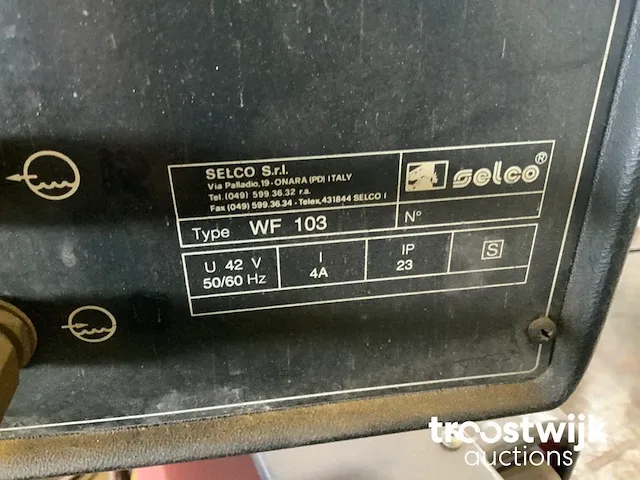 SELCO S.r.l.
Via Palladio,19 - ONARA (PD) ITALY
Tel. (049) 599.36.32 r.a.
Fax (049) 599.36.34 - Telex, 431844 SELCO I
selco®
Type WF 103
N°
U 42 V
50/60 Hz
I
4A
IP
23
S
troostwijk
auctions